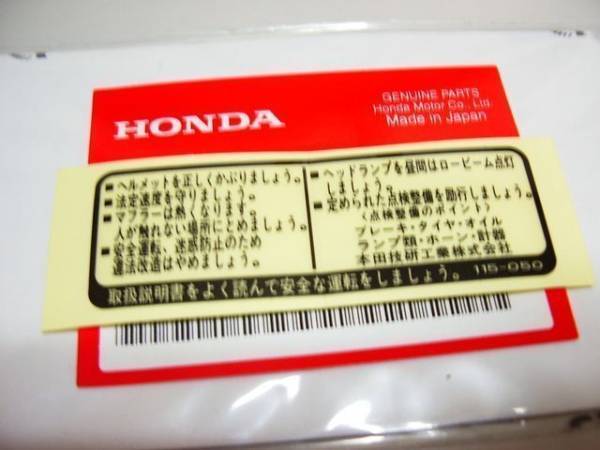 HONDA
GENUINE PARTS
Honda Motor Co., Ltd.
Made in Japan
■ヘルメットを正しくかぶりましょう。
■法定速度を守りましょう。
■マフラーは熱くなります。
人が触れない場所にとめましょう。
■安全運転、迷惑防止のため
違法改造はやめましょう。
■ヘッドランプを昼間はロービーム点灯
しましょう。
■定められた点検整備を励行しましょう。
〈点検整備のポイント〉
ブレーキ・タイヤ・オイル
ランプ類・ホーン・計器
本田技研工業株式会社
取扱説明書をよく読んで安全な運転をしましょう。 115-050